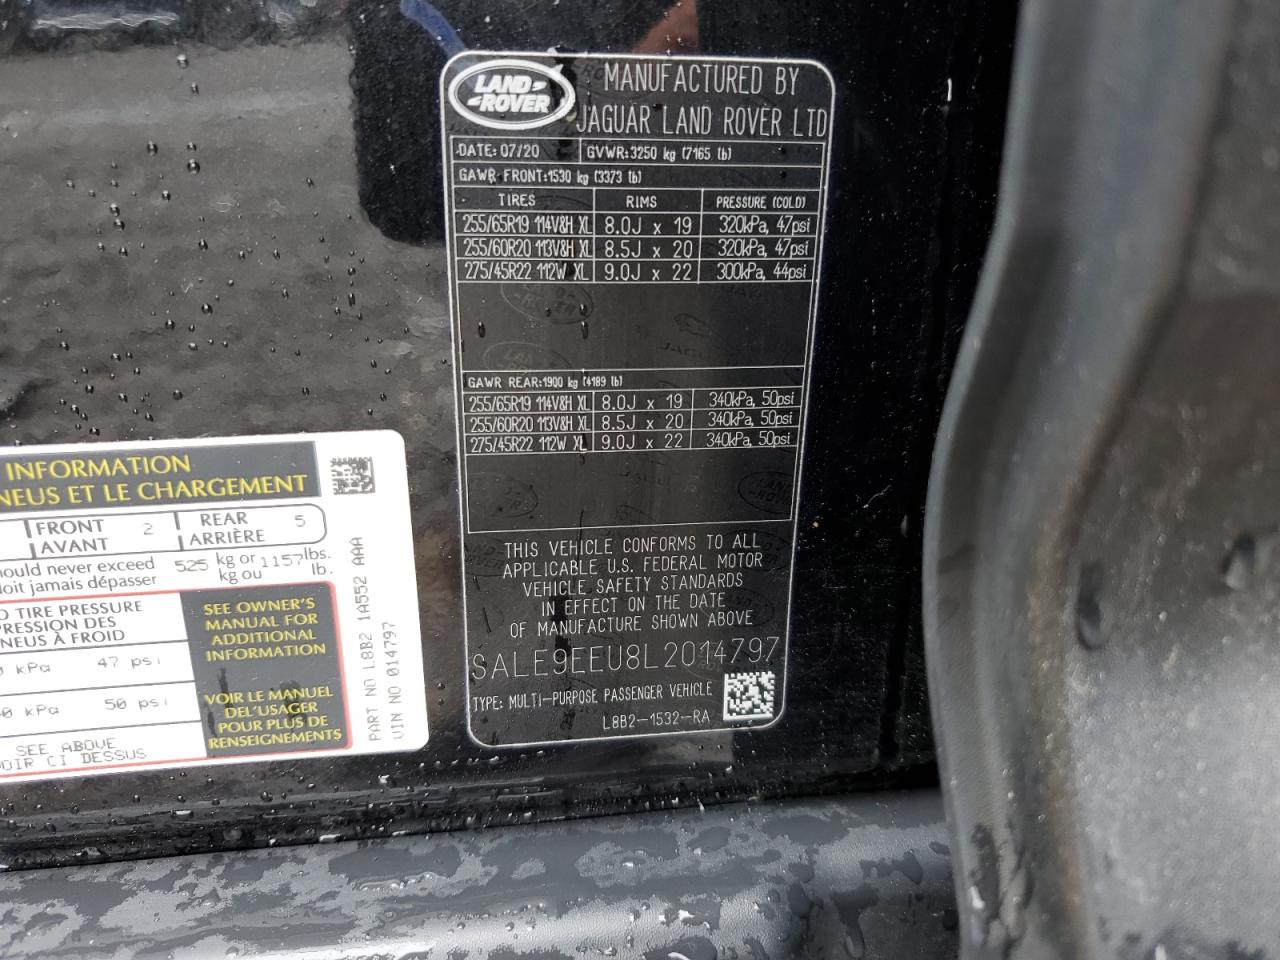 LAND ROVER
MANUFACTURED BY
JAGUAR LAND ROVER LTD
DATE: 07/20 GVWR:3250 kg (7165 lb)
GAWR FRONT:1530 kg (3373 lb)
TIRES RIMS PRESSURE (COLD)
255/65R19 114V&H XL 8.0J x 19 320kPa, 47psi
255/60R20 113V&H XL 8.5J x 20 320kPa, 47psi
275/45R22 112W XL 9.0J x 22 300kPa, 44psi
GAWR REAR:1900 kg (4189 lb)
255/65R19 114V&H XL 8.0J x 19 340kPa, 50psi
255/60R20 113V&H XL 8.5J x 20 340kPa, 50psi
275/45R22 112W XL 9.0J x 22 340kPa, 50psi
THIS VEHICLE CONFORMS TO ALL
APPLICABLE U.S. FEDERAL MOTOR
VEHICLE SAFETY STANDARDS
IN EFFECT ON THE DATE
OF MANUFACTURE SHOWN ABOVE
SALE9EEU8L2014797
TYPE: MULTI-PURPOSE PASSENGER VEHICLE
L8B2-1532-RA
INFORMATION
NEUS ET LE CHARGEMENT
FRONT 2 REAR 5
AVANT ARRIÈRE
ould never exceed 525 kg or 1157 lbs.
doit jamais dépasser kg ou lb.
D TIRE PRESSURE
PRESSION DES
NEUS À FROID
kPa 47 psi
0 kPa 50 psi
SEE ABOVE
OIR CI DESSUS
SEE OWNER'S
MANUAL FOR
ADDITIONAL
INFORMATION
VOIR LE MANUEL
DEL'USAGER
POUR PLUS DE
RENSEIGNEMENTS
PART NO L8B2 1A552 AAA
VIN NO 014797